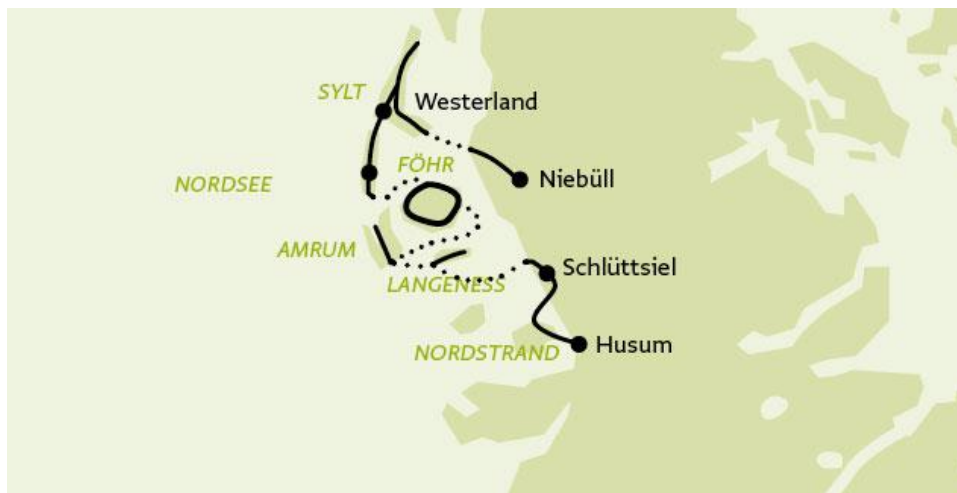 SYLT
Westerland
FÖHR
Niebüll
NORDSEE
AMRUM
Schlüttsiel
LANGENESS
Husum
NORDSTRAND